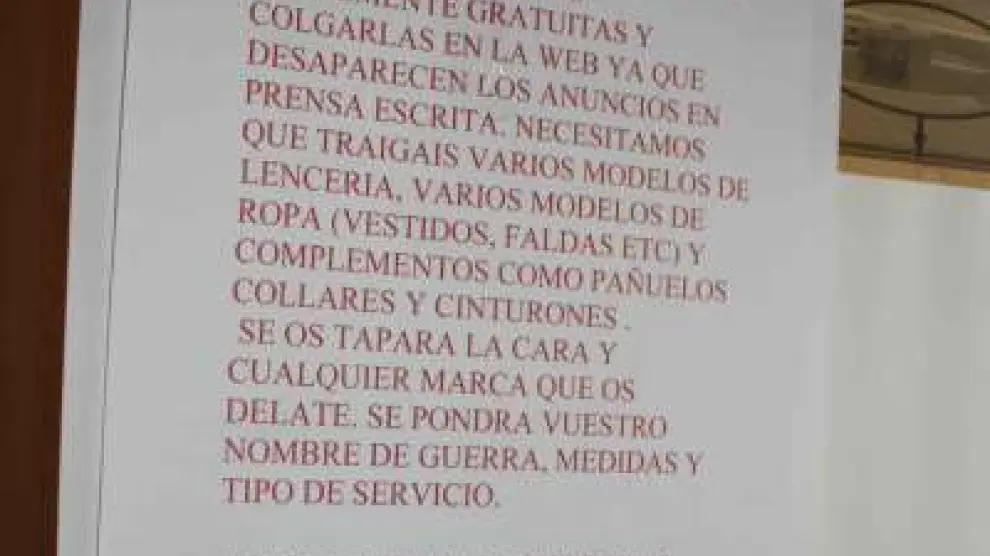 GRATUITAS Y
COLGARLAS EN LA WEB YA QUE
DESAPARECEN LOS ANUNCIOS EN
PRENSA ESCRITA. NECESITAMOS
QUE TRAIGAIS VARIOS MODELOS DE
LENCERIA, VARIOS MODELOS DE
ROPA (VESTIDOS, FALDAS ETC) Y
COMPLEMENTOS COMO PAÑUELOS
COLLARES Y CINTURONES .
SE OS TAPARA LA CARA Y
CUALQUIER MARCA QUE OS
DELATE. SE PONDRA VUESTRO
NOMBRE DE GUERRA, MEDIDAS Y
TIPO DE SERVICIO.